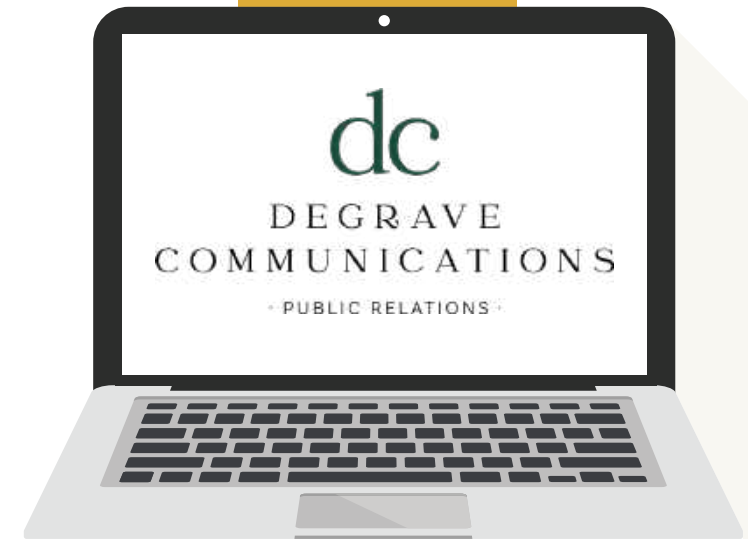 dc
DEGRAVE
COMMUNICATIONS
· PUBLIC RELATIONS ·